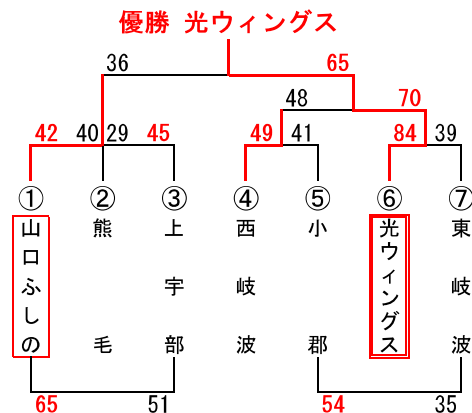 優勝 光ウィングス
36 65
48 70
42 40 29 45 49 41 84 39
① ② ③ ④ ⑤ ⑥ ⑦
山口ふしの
熊毛
上宇部
西岐波
小郡
光ウィングス
東岐波
65 51 54 35